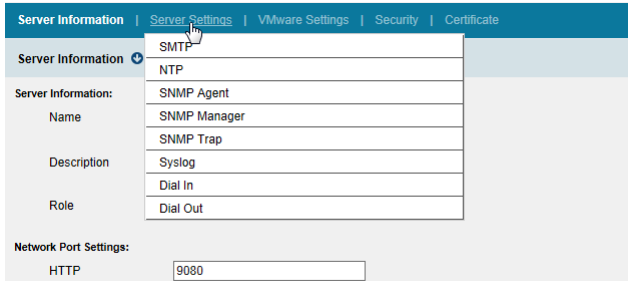 Server Information | Server Settings | VMware Settings | Security | Certificate
Server Information
SMTP
NTP
Server Information:
SNMP Agent
Name
SNMP Manager
SNMP Trap
Description
Syslog
Dial In
Role
Dial Out
Network Port Settings:
HTTP 9080